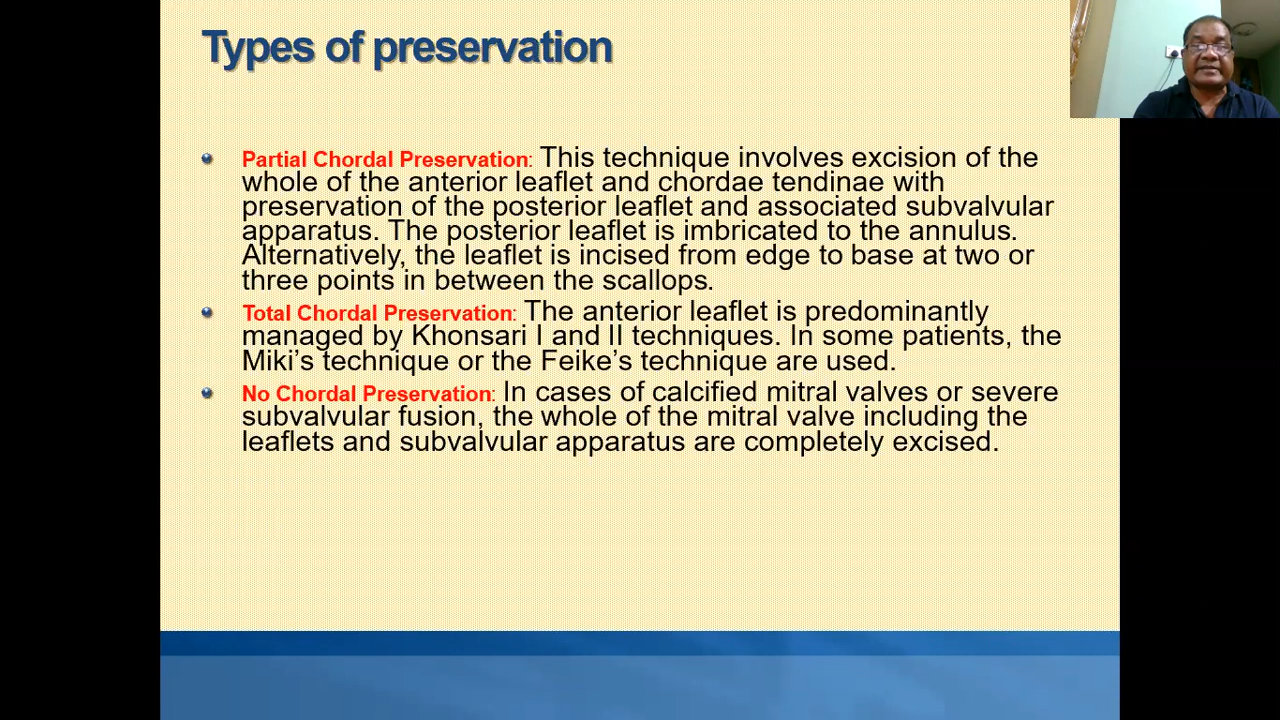 Types of preservation
Partial Chordal Preservation: This technique involves excision of the
whole of the anterior leaflet and chordae tendinae with
preservation of the posterior leaflet and associated subvalvular
apparatus. The posterior leaflet is imbricated to the annulus.
Alternatively, the leaflet is incised from edge to base at two or
three points in between the scallops.
Total Chordal Preservation: The anterior leaflet is predominantly
managed by Khonsari I and II techniques. In some patients, the
Miki's technique or the Feike's technique are used.
No Chordal Preservation: In cases of calcified mitral valves or severe
subvalvular fusion, the whole of the mitral valve including the
leaflets and subvalvular apparatus are completely excised.